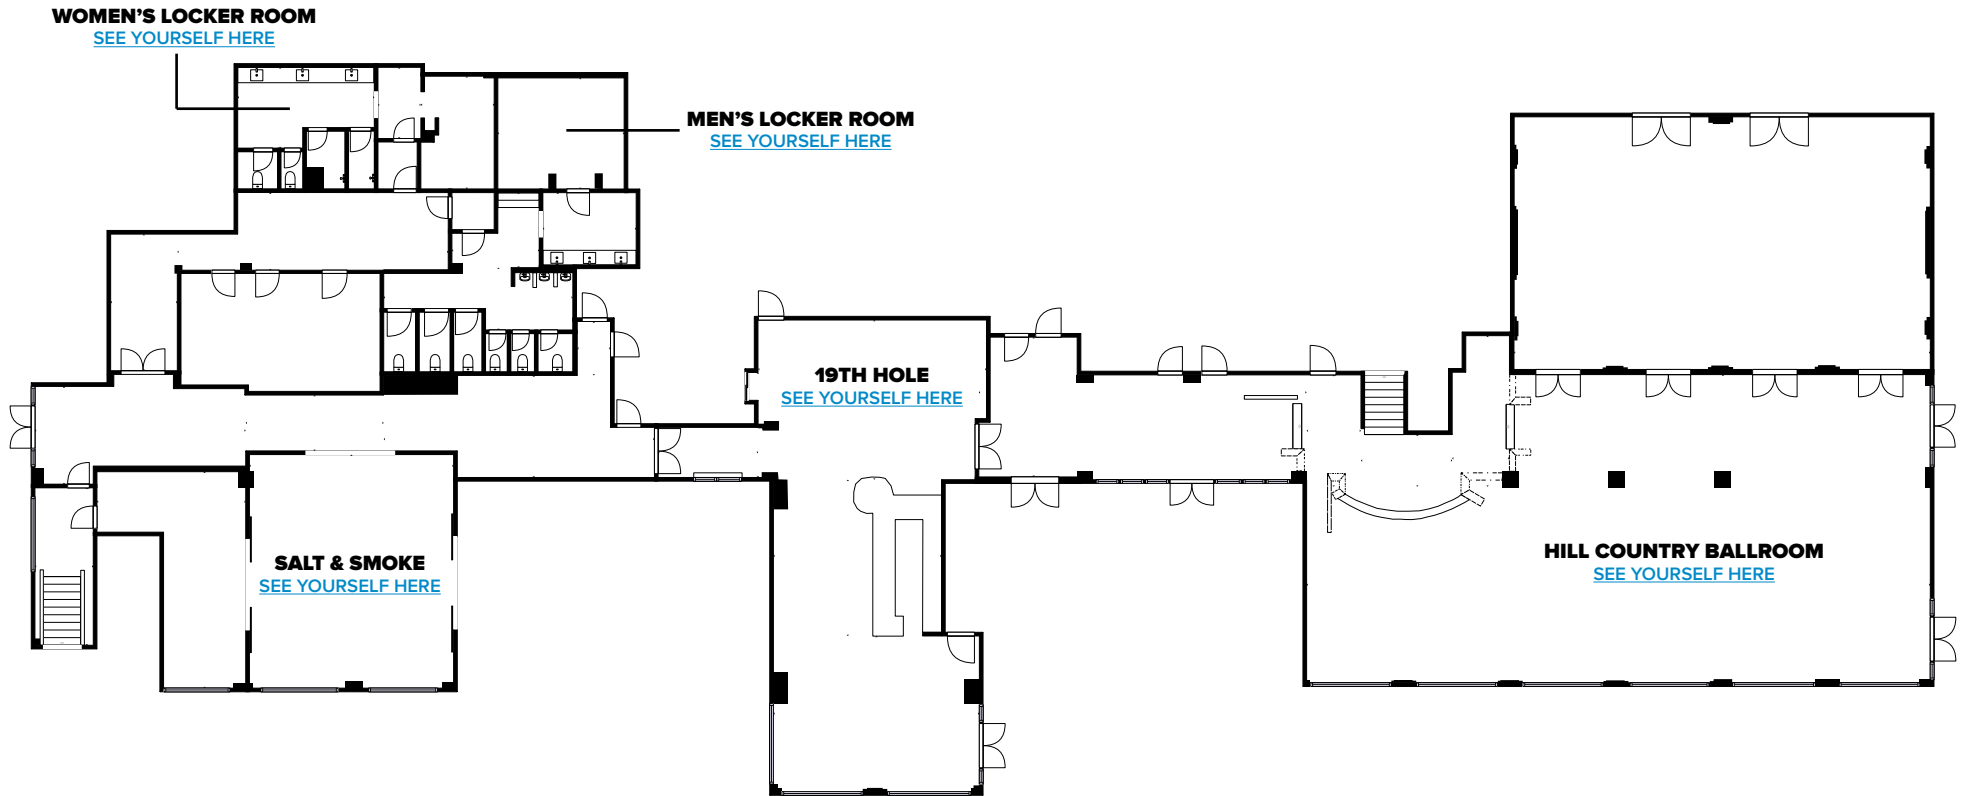 WOMEN'S LOCKER ROOM
SEE YOURSELF HERE
MEN'S LOCKER ROOM
SEE YOURSELF HERE
19TH HOLE
SEE YOURSELF HERE
SALT & SMOKE
SEE YOURSELF HERE
HILL COUNTRY BALLROOM
SEE YOURSELF HERE